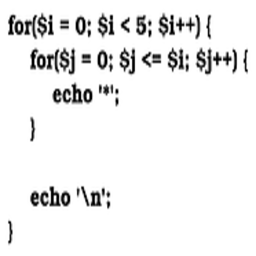 for($i = 0; $i < 5; $i++) {
for($j = 0; $j <= $i; $j++) {
echo '*';
}
echo '\n';
}